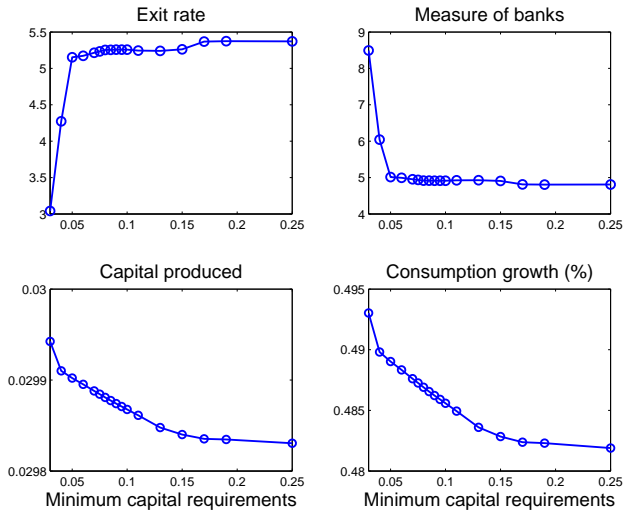 Exit rate
5.5
5
4.5
4
3.5
3
0.05 0.1 0.15 0.2 0.25
Measure of banks
9
8
7
6
5
4
0.05 0.1 0.15 0.2 0.25
Capital produced
0.03
0.0299
0.0298
0.05 0.1 0.15 0.2 0.25
Minimum capital requirements
Consumption growth (%)
0.495
0.49
0.485
0.48
0.05 0.1 0.15 0.2 0.25
Minimum capital requirements